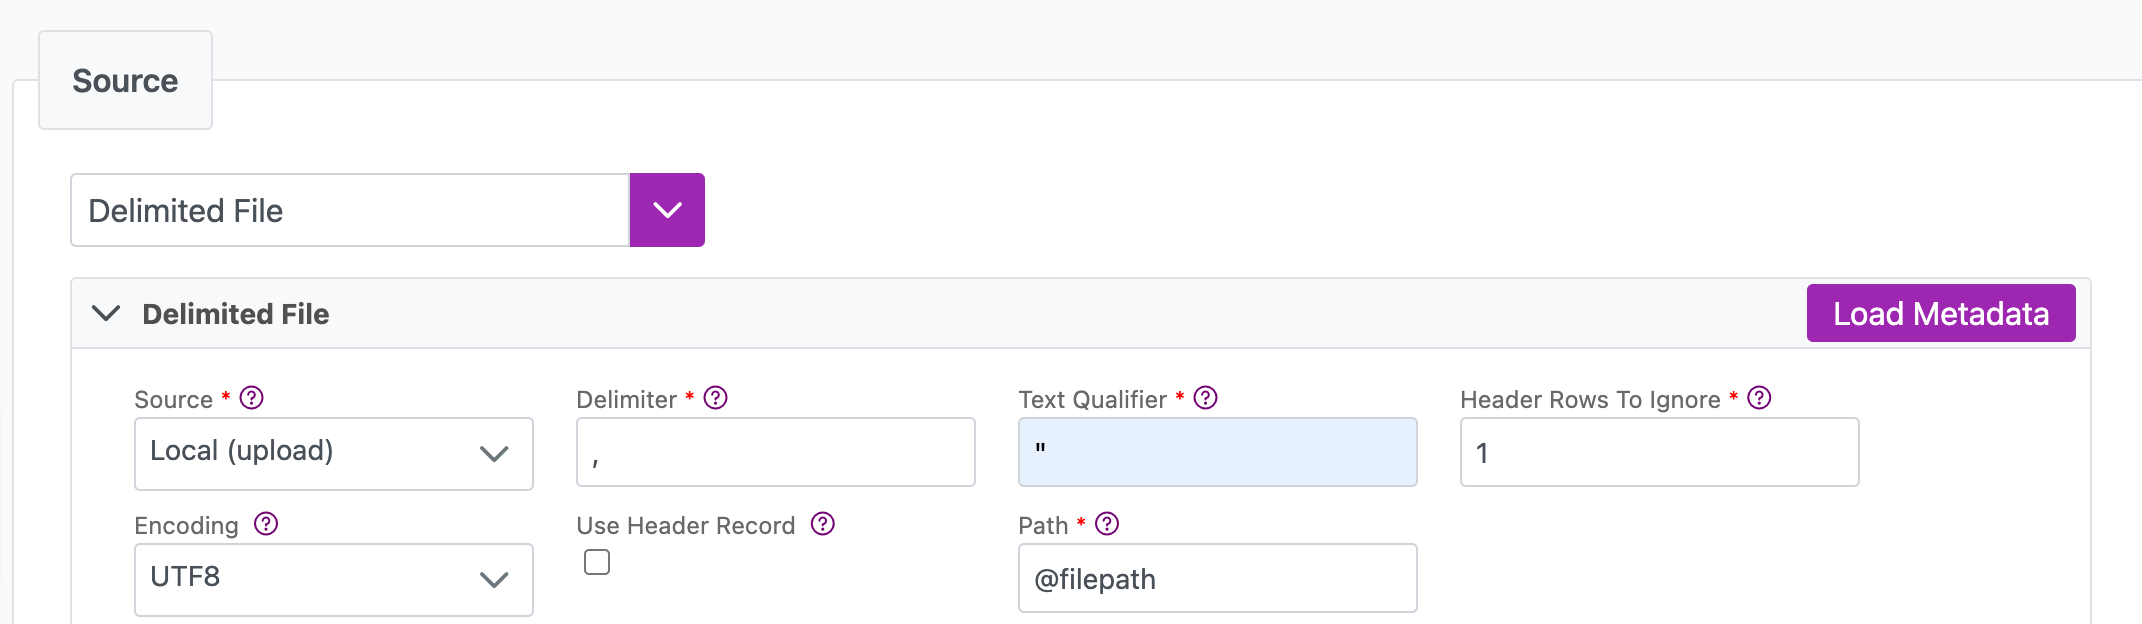 Source
Delimited File
Delimited File
Load Metadata
Source * ?
Delimiter * ?
Text Qualifier * ?
Header Rows To Ignore * ?
Local (upload)
,
"
1
Encoding ?
Use Header Record ?
Path * ?
UTF8
@filepath